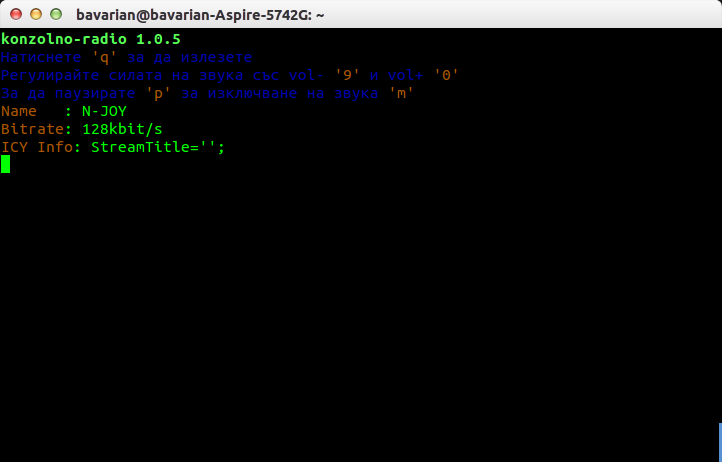 bavarian@bavarian-Aspire-5742G: ~
konzolno-radio 1.0.5
Натиснете 'q' за да излезете
Регулирайте силата на звука със vol- '9' и vol+ '0'
За да паузирате 'p' за изключване на звука 'm'
Name   : N-JOY
Bitrate: 128kbit/s
ICY Info: StreamTitle='';